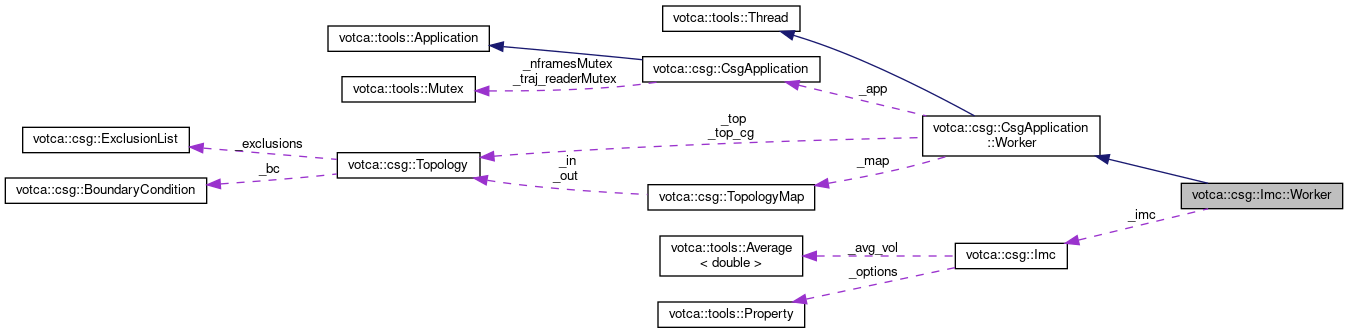 votca::tools::Thread
votca::tools::Application
_nframesMutex
_traj_readerMutex
votca::csg::CsgApplication
votca::tools::Mutex
_app
_top
_top_cg
votca::csg::CsgApplication
::Worker
votca::csg::ExclusionList
_exclusions
votca::csg::Topology
_in
_out
_map
_bc
votca::csg::BoundaryCondition
votca::csg::TopologyMap
votca::csg::Imc::Worker
_imc
votca::tools::Average
< double >
_avg_vol
votca::csg::Imc
_options
votca::tools::Property